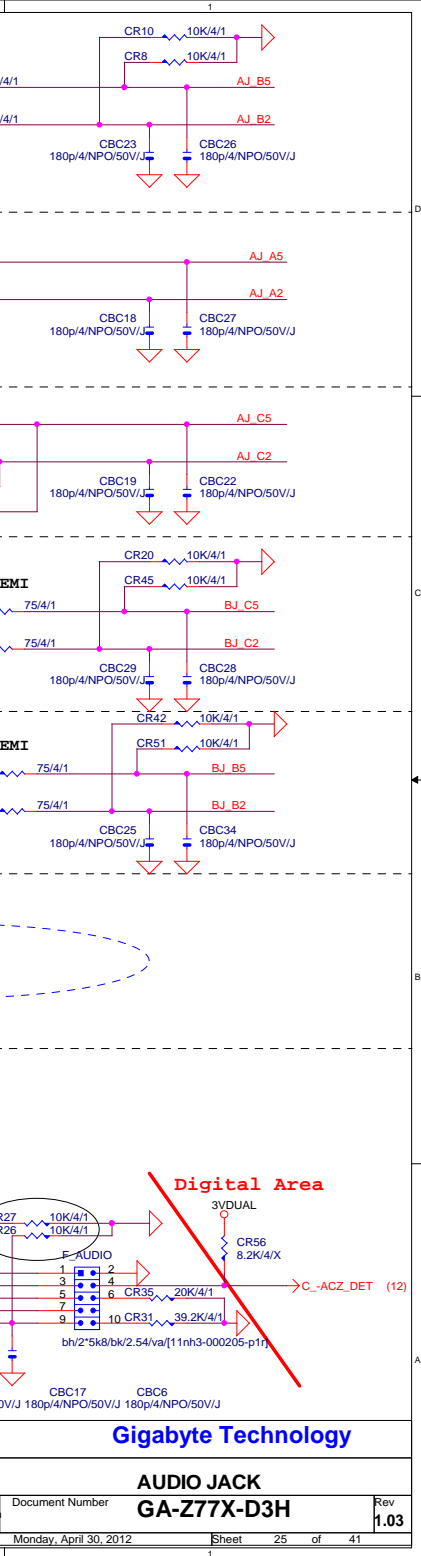 1
CR10 10K/4/1
CR8 10K/4/1
/4/1 AJ_B5
/4/1 AJ_B2
CBC23 CBC26
180p/4/NPO/50V/J 180p/4/NPO/50V/J
D
AJ_A5
AJ_A2
CBC18 CBC27
180p/4/NPO/50V/J 180p/4/NPO/50V/J
AJ_C5
AJ_C2
CBC19 CBC22
180p/4/NPO/50V/J 180p/4/NPO/50V/J
CR20 10K/4/1
EMI CR45 10K/4/1
C
75/4/1 BJ_C5
75/4/1 BJ_C2
CBC29 CBC28
180p/4/NPO/50V/J 180p/4/NPO/50V/J
CR42 10K/4/1
EMI CR51 10K/4/1
75/4/1 BJ_B5
75/4/1 BJ_B2
CBC25 CBC34
180p/4/NPO/50V/J 180p/4/NPO/50V/J
B
Digital Area
3VDUAL
R27 10K/4/1
R26 10K/4/1
CR56
8.2K/4/X
F_AUDIO
1 2
3 4 C_-ACZ_DET (12)
5 6 CR35 20K/4/1
7
9 10 CR31 39.2K/4/1
bh/2*5k8/bk/2.54/va/[11nh3-000205-p1r]
A
CBC17 CBC6
0V/J 180p/4/NPO/50V/J 180p/4/NPO/50V/J
Gigabyte Technology
AUDIO JACK
Document Number GA-Z77X-D3H Rev
1.03
Monday, April 30, 2012 Sheet 25 of 41
1